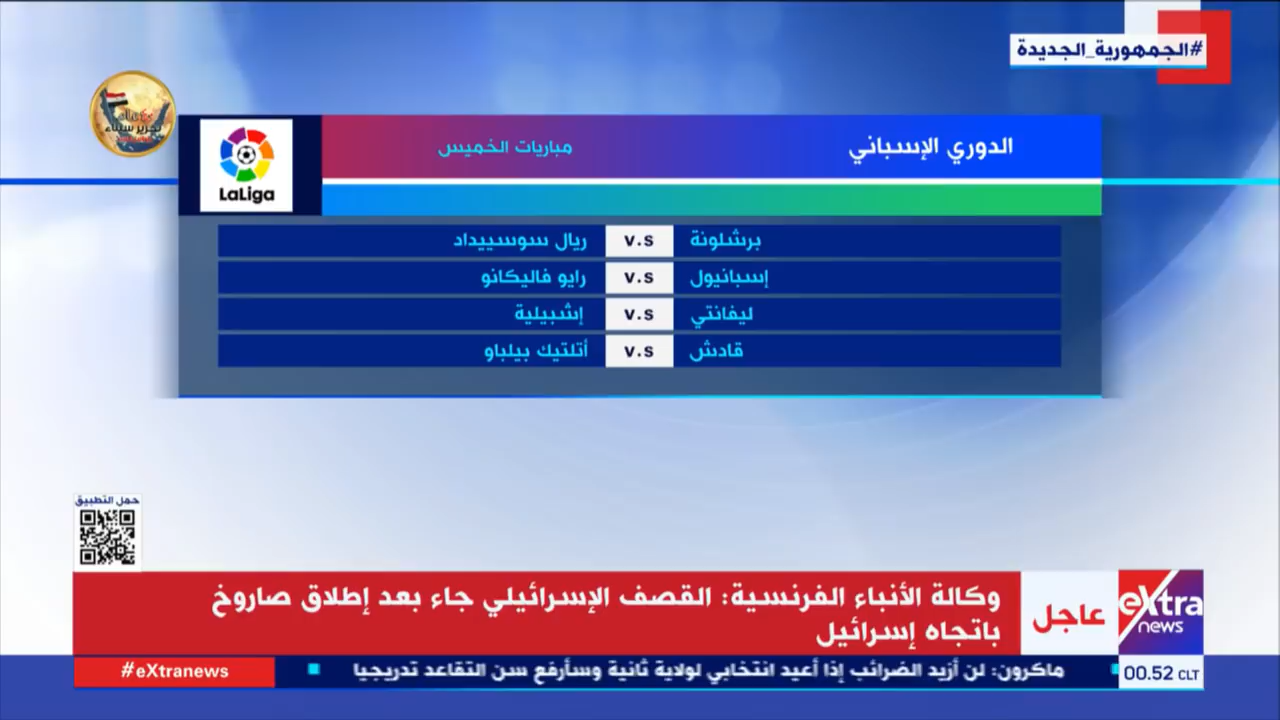 #الجمهورية_الجديدة
تحرير سيناء
LaLiga
الدوري الإسباني
مباريات الخميس
برشلونة v.s ريال سوسييداد
إسبانيول v.s رايو فاليكانو
ليفانتي v.s إشبيلية
قادش v.s أتلتيك بيلباو
حمل التطبيق
عاجل
وكالة الأنباء الفرنسية: القصف الإسرائيلي جاء بعد إطلاق صاروخ
باتجاه إسرائيل
eXtra
news
ماكرون: لن أزيد الضرائب إذا أعيد انتخابي لولاية ثانية وسأرفع سن التقاعد تدريجيا
#eXtranews
00.52 CLT